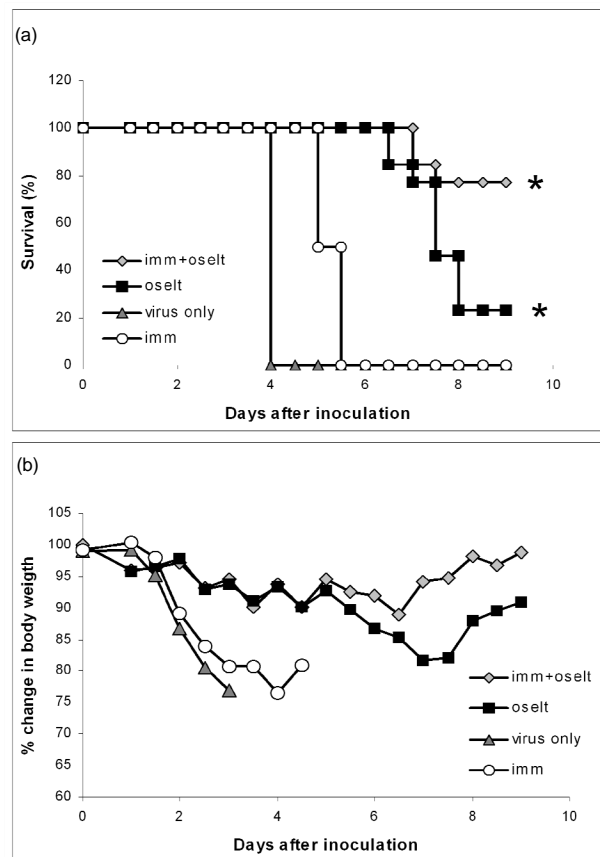 (a)
120
100
80
60
40
20
0
Survival (%)
imm+oselt
oselt
virus only
imm
*
*
0 2 4 6 8 10
Days after inoculation
(b)
105
100
95
90
85
80
75
70
65
60
% change in body weigth
imm+oselt
oselt
virus only
imm
0 2 4 6 8 10
Days after inoculation